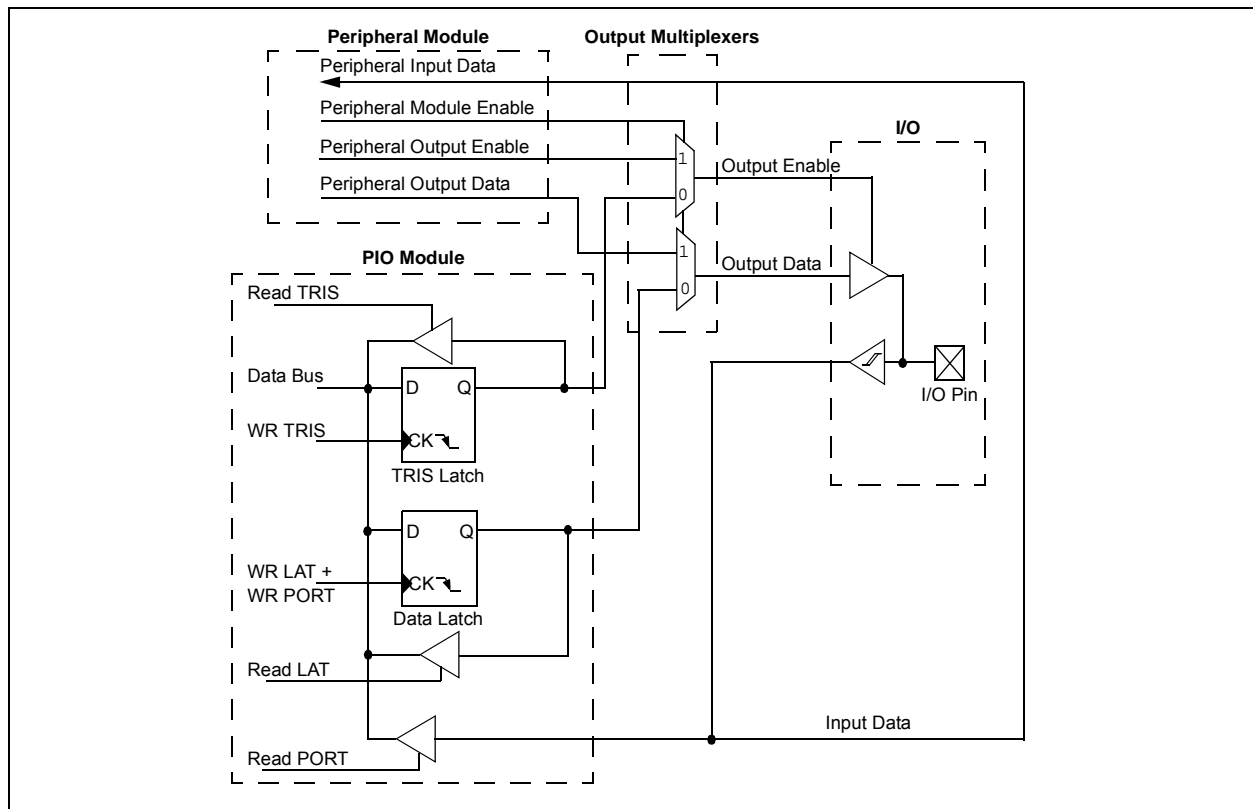 Peripheral Module
Output Multiplexers
Peripheral Input Data
Peripheral Module Enable
Peripheral Output Enable
Peripheral Output Data
1
0
Output Enable
I/O
1
0
Output Data
PIO Module
Read TRIS
Data Bus
D Q
WR TRIS
CK
TRIS Latch
I/O Pin
D Q
WR LAT +
WR PORT
CK
Data Latch
Read LAT
Input Data
Read PORT